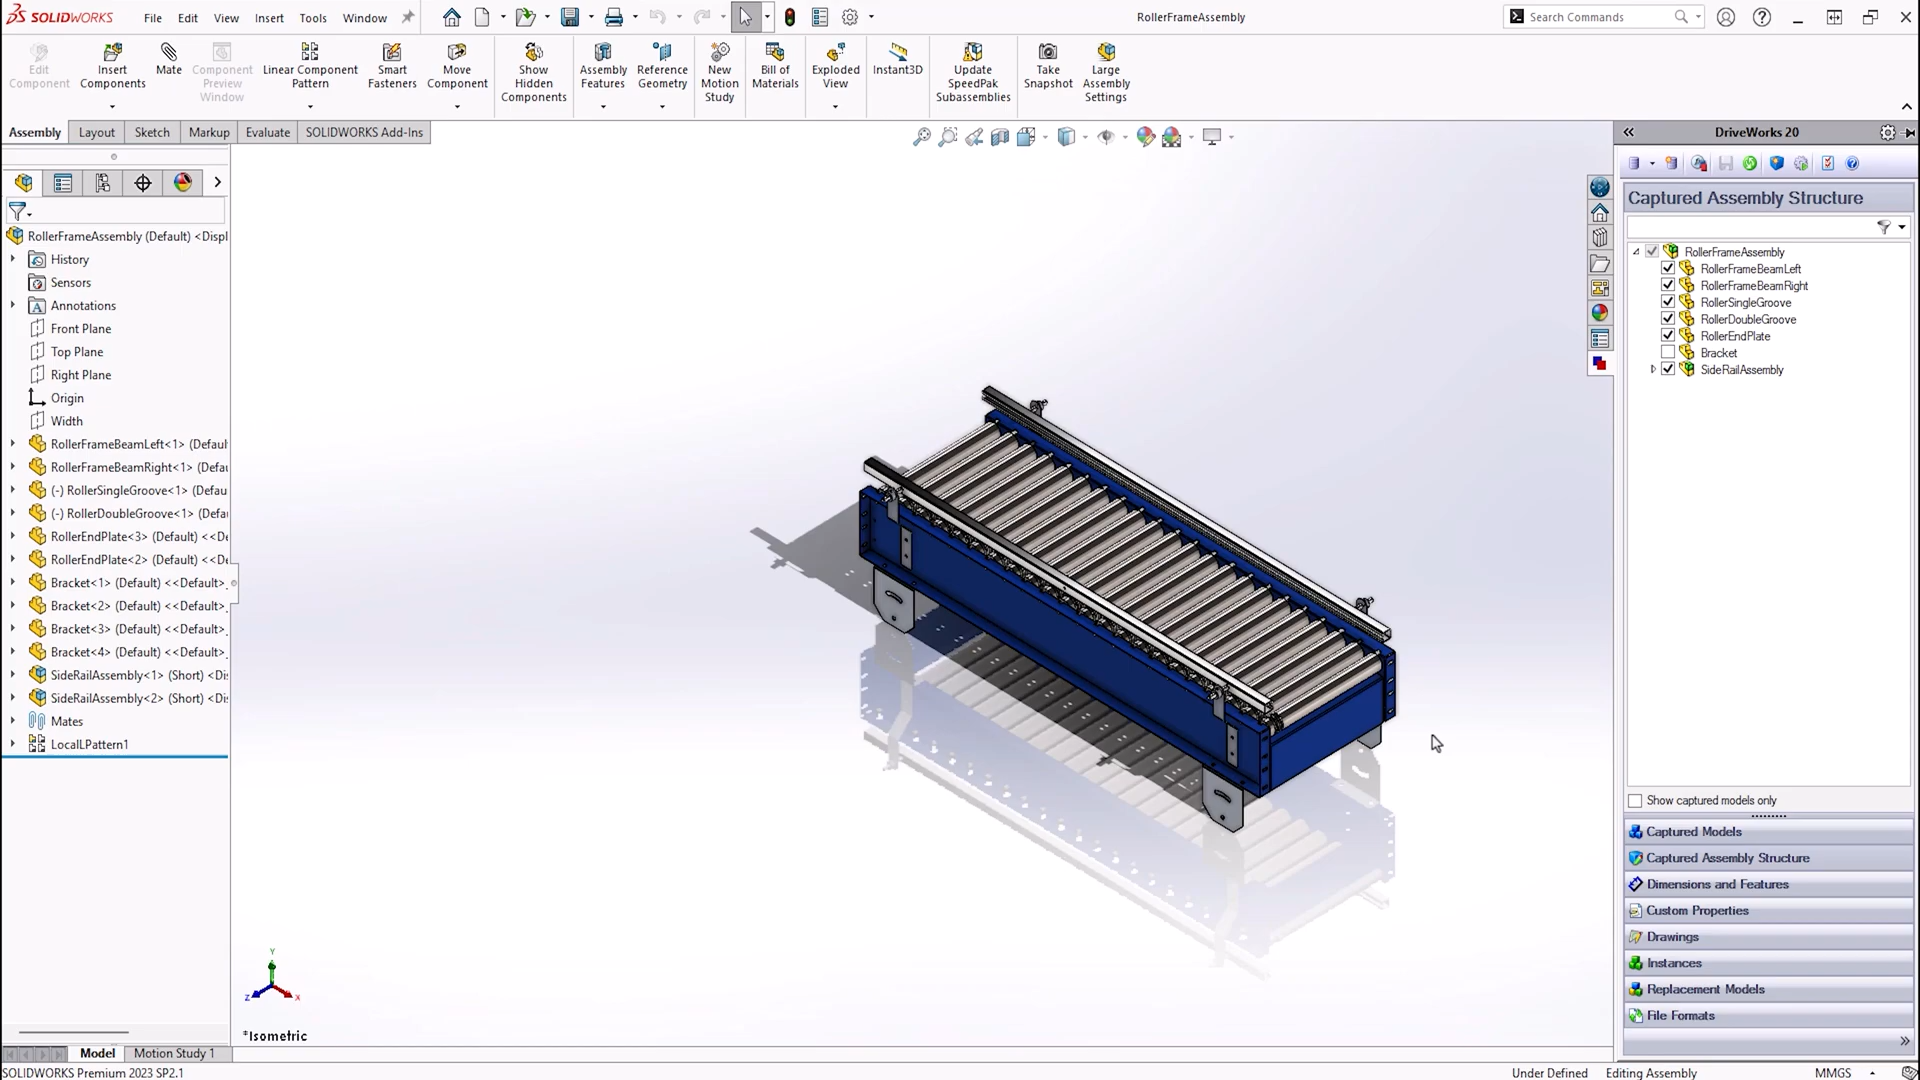 SOLIDWORKS File Edit View Insert Tools Window RollerFrameAssembly Search Commands
Edit Component
Insert Components
Mate
Component Preview Window
Linear Component Pattern
Smart Fasteners
Move Component
Show Hidden Components
Assembly Features
Reference Geometry
New Motion Study
Bill of Materials
Exploded View
Instant3D
Update SpeedPak Subassemblies
Take Snapshot
Large Assembly Settings
Assembly Layout Sketch Markup Evaluate SOLIDWORKS Add-Ins
RollerFrameAssembly (Default) <Displ
History
Sensors
Annotations
Front Plane
Top Plane
Right Plane
Origin
Width
RollerFrameBeamLeft<1> (Defaul
RollerFrameBeamRight<1> (Defau
(-) RollerSingleGroove<1> (Defau
(-) RollerDoubleGroove<1> (Defa
RollerEndPlate<3> (Default) <<De
RollerEndPlate<2> (Default) <<De
Bracket<1> (Default) <<Default>_
Bracket<2> (Default) <<Default>_
Bracket<3> (Default) <<Default>_
Bracket<4> (Default) <<Default>_
SideRailAssembly<1> (Short) <Dis
SideRailAssembly<2> (Short) <Dis
Mates
LocalLPattern1
Y
Z
X
*Isometric
Model Motion Study 1
SOLIDWORKS Premium 2023 SP2.1
Under Defined Editing Assembly MMGS
DriveWorks 20
Captured Assembly Structure
RollerFrameAssembly
RollerFrameBeamLeft
RollerFrameBeamRight
RollerSingleGroove
RollerDoubleGroove
RollerEndPlate
Bracket
SideRailAssembly
Show captured models only
Captured Models
Captured Assembly Structure
Dimensions and Features
Custom Properties
Drawings
Instances
Replacement Models
File Formats